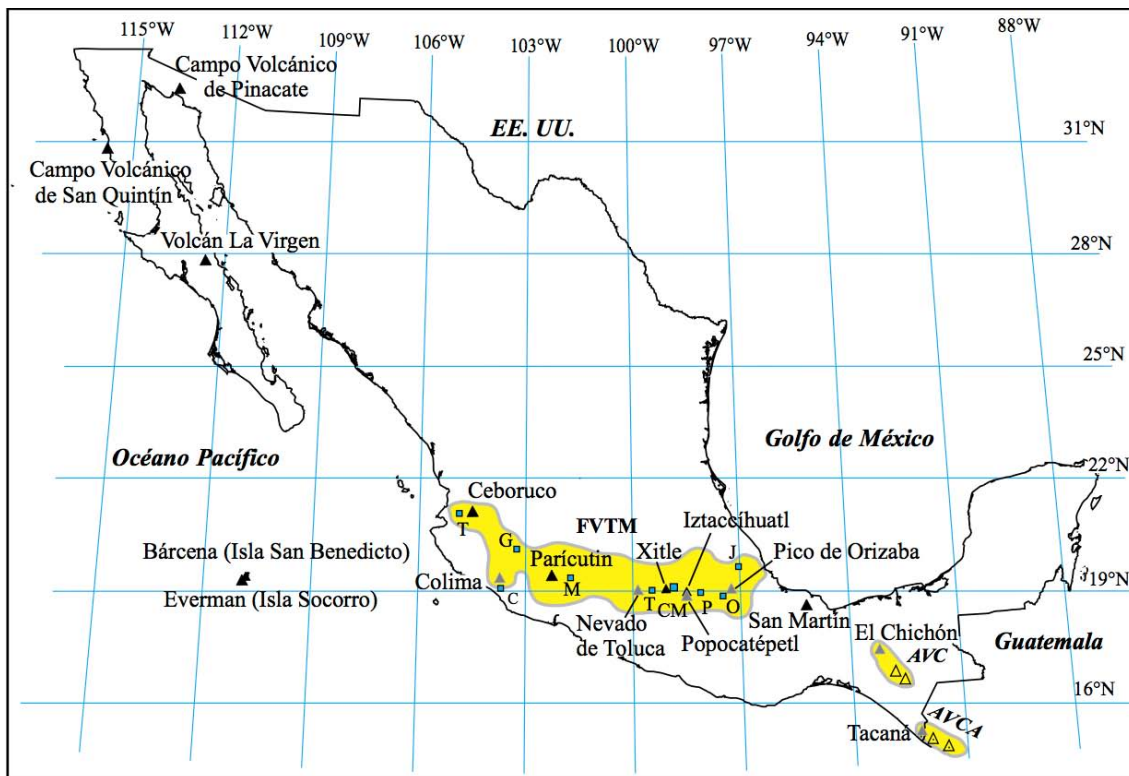 115°W
112°W
109°W
106°W
103°W
100°W
97°W
94°W
91°W
88°W
Campo Volcánico
de Pinacate
EE. UU.
31°N
Campo Volcánico
de San Quintín
28°N
Volcán La Virgen
25°N
Océano Pacífico
Golfo de México
22°N
Ceboruco
T
FVTM
Iztaccíhuatl
G
Xitle
J
Pico de Orizaba
Bárcena (Isla San Benedicto)
Parícutin
Colima
M
19°N
Everman (Isla Socorro)
C
T
CM
P
O
San Martín
Nevado
de Toluca
Popocatépetl
El Chichón
AVC
Guatemala
16°N
Tacaná
AVCA